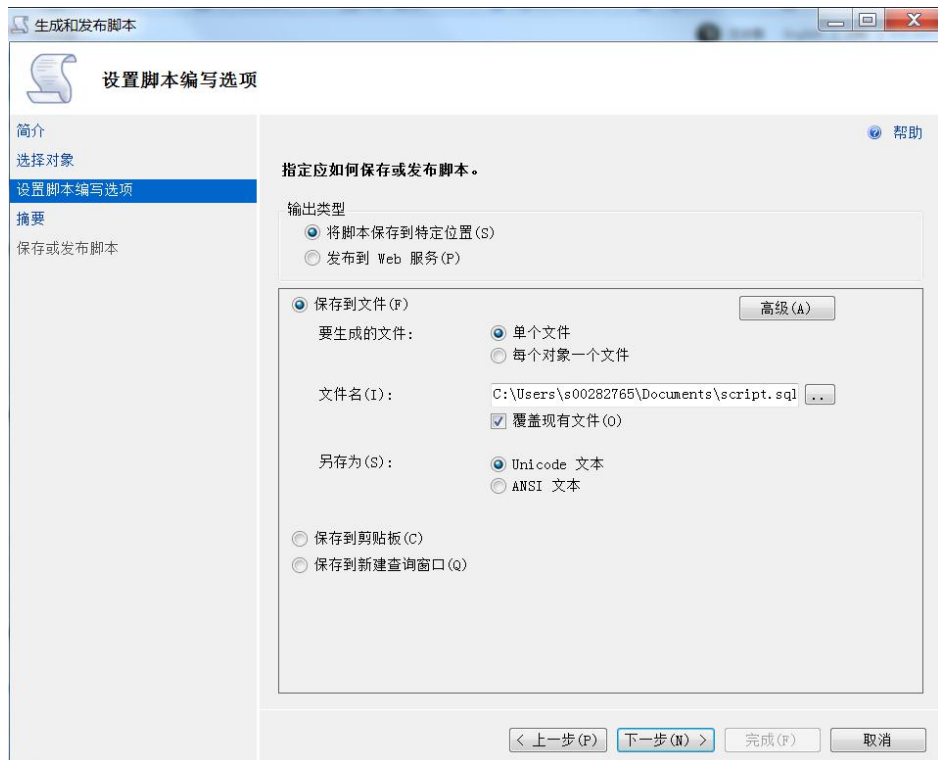 生成和发布脚本
设置脚本编写选项
简介
选择对象
设置脚本编写选项
摘要
保存或发布脚本
帮助
指定应如何保存或发布脚本。
输出类型
将脚本保存到特定位置(S)
发布到 Web 服务(P)
保存到文件(F)
高级(A)
要生成的文件:
单个文件
每个对象一个文件
文件名(I):
C:\Users\s00282765\Documents\script.sql
..
覆盖现有文件(O)
另存为(S):
Unicode 文本
ANSI 文本
保存到剪贴板(C)
保存到新建查询窗口(Q)
< 上一步(P)
下一步(N) >
完成(F)
取消